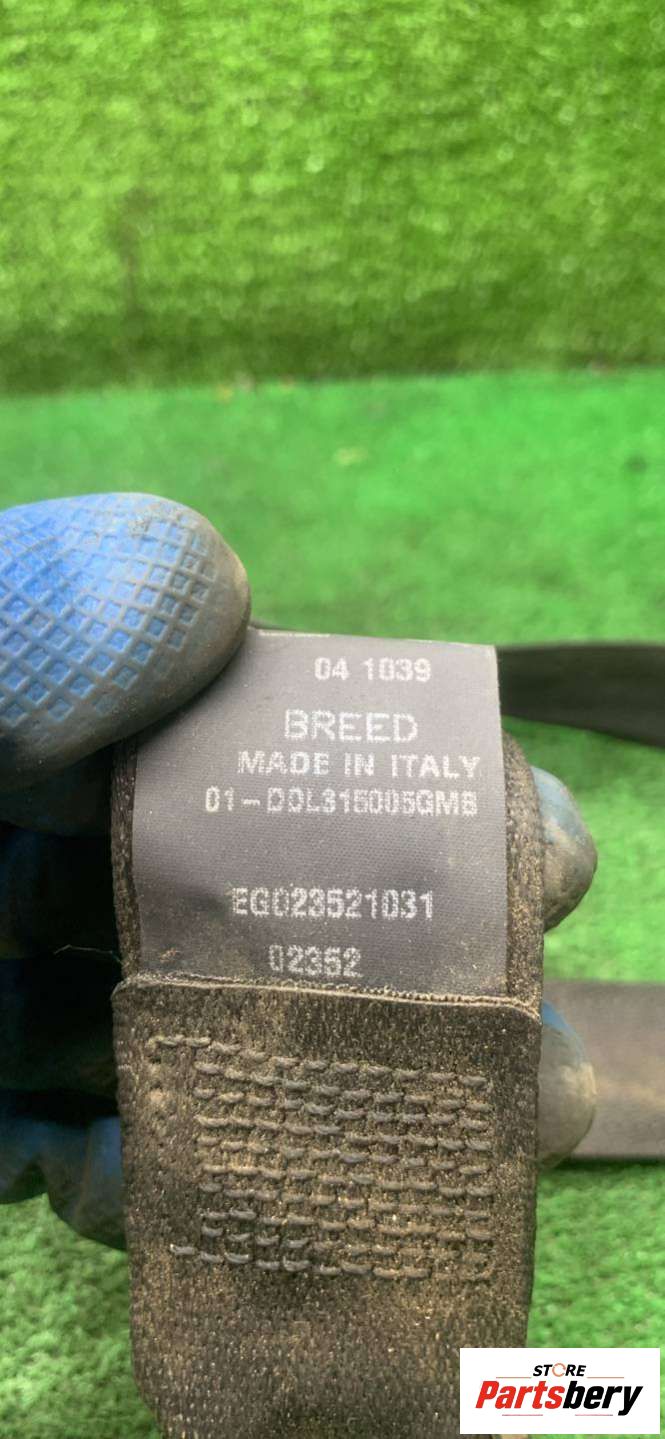 04 1039
BREED
MADE IN ITALY
01-DDL315005GMB
EG023521031
02352
STORE
Partsbery